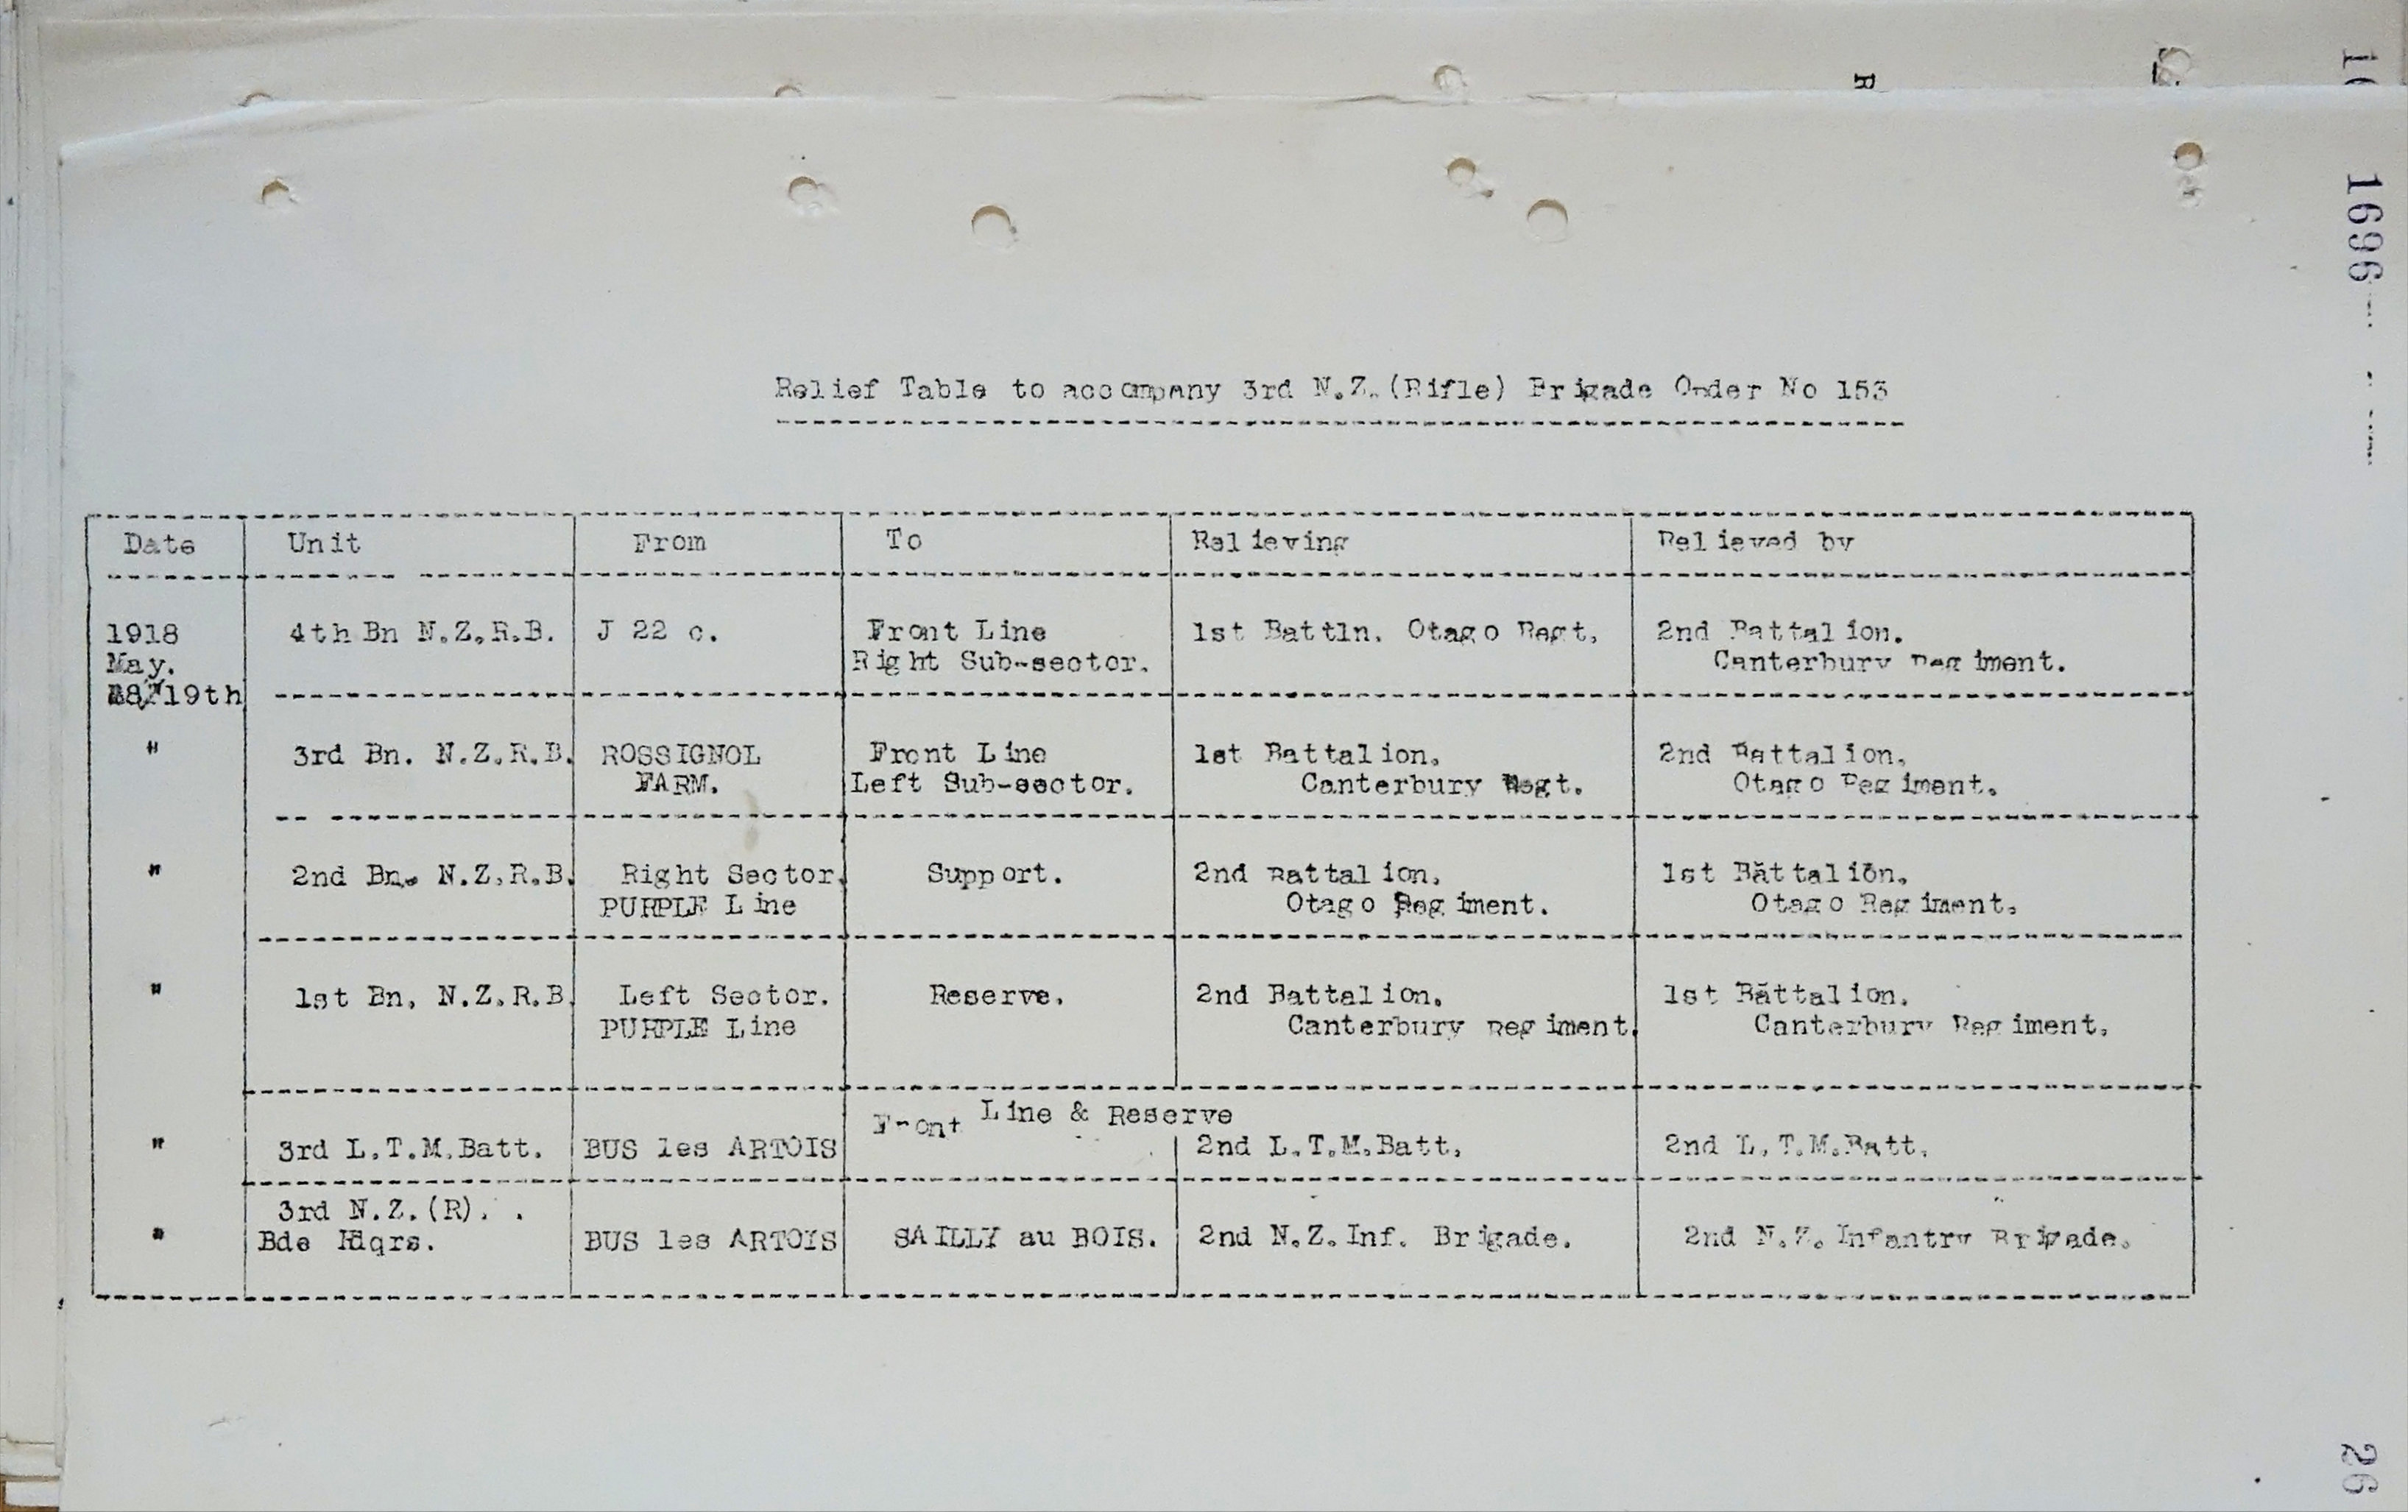 1696
Relief Table to accompany 3rd N.Z.(Rifle) Brigade Order No 153
Date Unit From To Relieving Relieved by
1918 4th Bn N.Z.R.B. J 22 c. Front Line 1st Battln. Otago Regt. 2nd Battalion.
May. Right Sub-sector. Canterbury Regiment.
18/19th
" 3rd Bn. N.Z.R.B. ROSSIGNOL Front Line 1st Battalion. 2nd Battalion.
FARM. Left Sub-sector. Canterbury Regt. Otago Regiment.
" 2nd Bn. N.Z.R.B. Right Sector. Support. 2nd Battalion. 1st Battalion.
PURPLE Line Otago Regiment. Otago Regiment.
" 1st Bn. N.Z.R.B. Left Sector. Reserve. 2nd Battalion. 1st Battalion.
PURPLE Line Canterbury Regiment. Canterbury Regiment.
Front Line & Reserve
" 3rd L.T.M.Batt. BUS les ARTOIS 2nd L.T.M.Batt. 2nd L.T.M.Batt.
3rd N.Z.(R).
" Bde Hdqrs. BUS les ARTOIS SAILLY au BOIS. 2nd N.Z.Inf. Brigade. 2nd N.Z. Infantry Brigade.
26